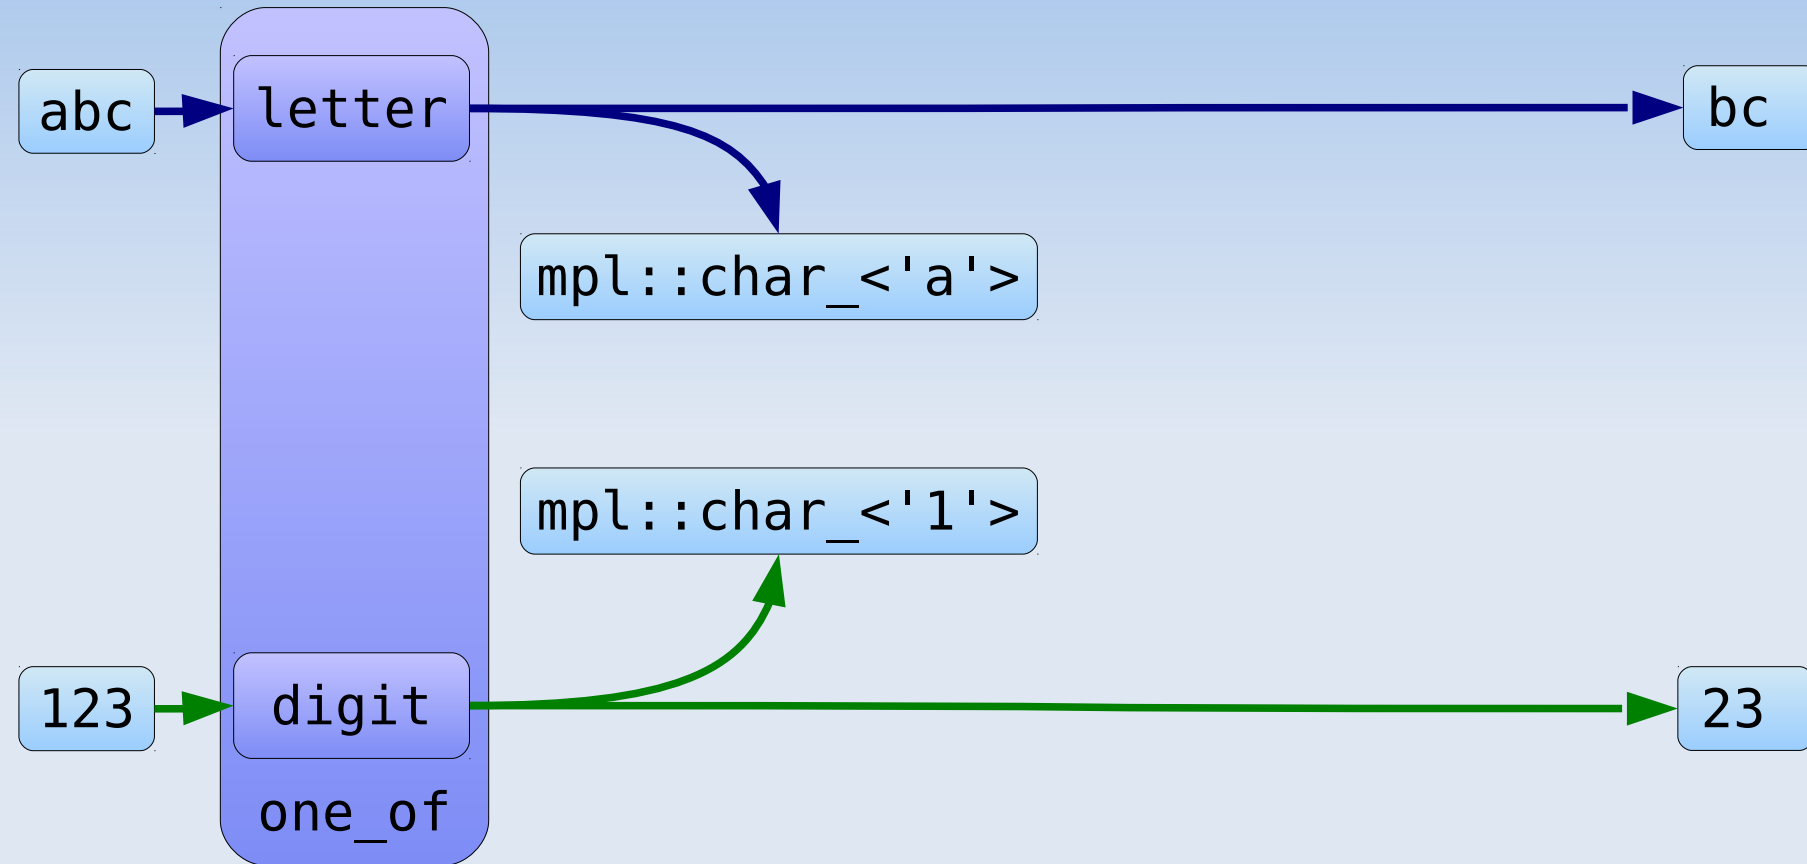 abc
letter
bc
mpl::char_<'a'>
mpl::char_<'1'>
123
digit
23
one_of